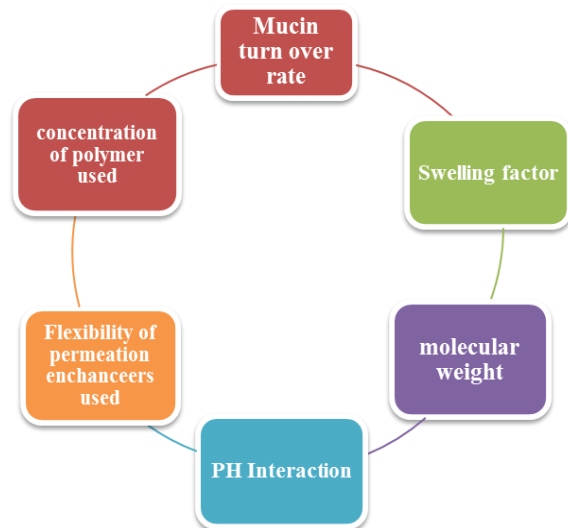 Mucin
turn over
rate
Swelling factor
molecular
weight
PH Interaction
Flexibility of
permeation
enchanceers
used
concentration
of polymer
used